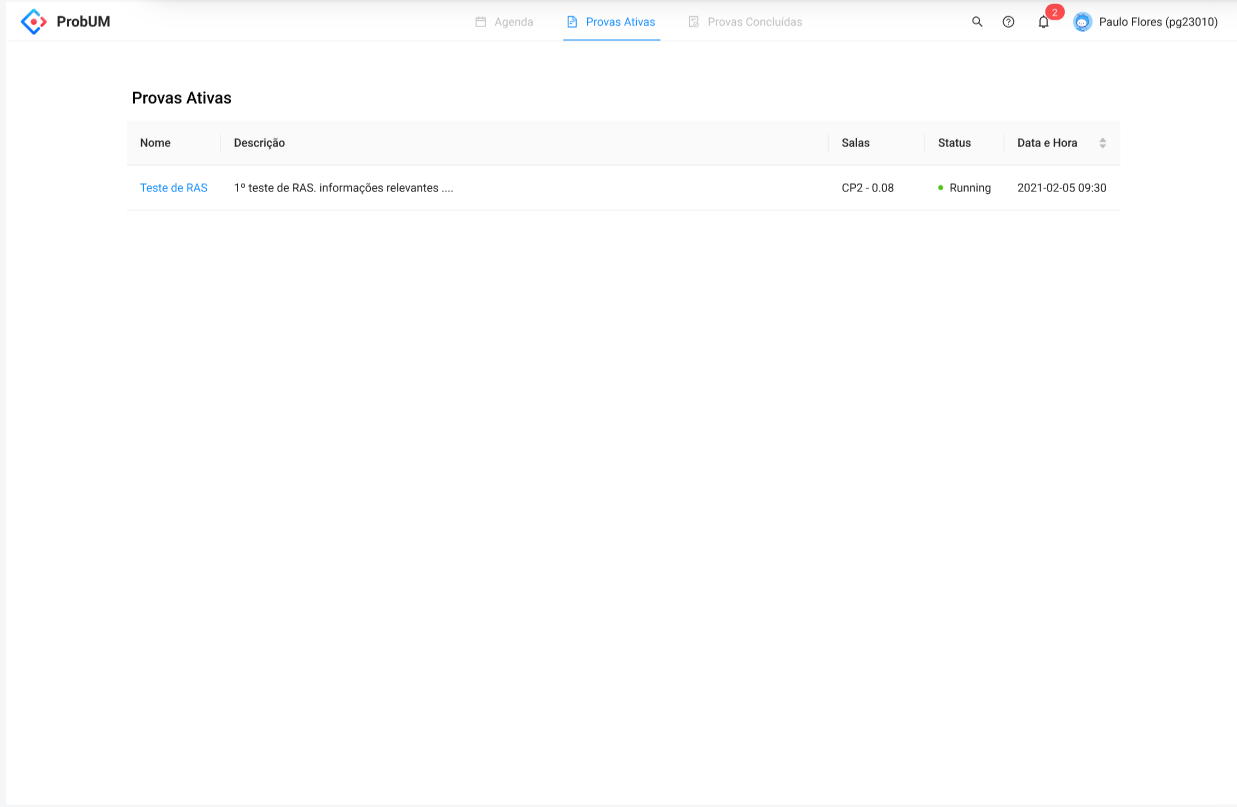 ProbUM
Agenda
Provas Ativas
Provas Concluídas
2
Paulo Flores (pg23010)
Provas Ativas
Nome Descrição Salas Status Data e Hora
Teste de RAS 1º teste de RAS. informações relevantes .... CP2 - 0.08 Running 2021-02-05 09:30